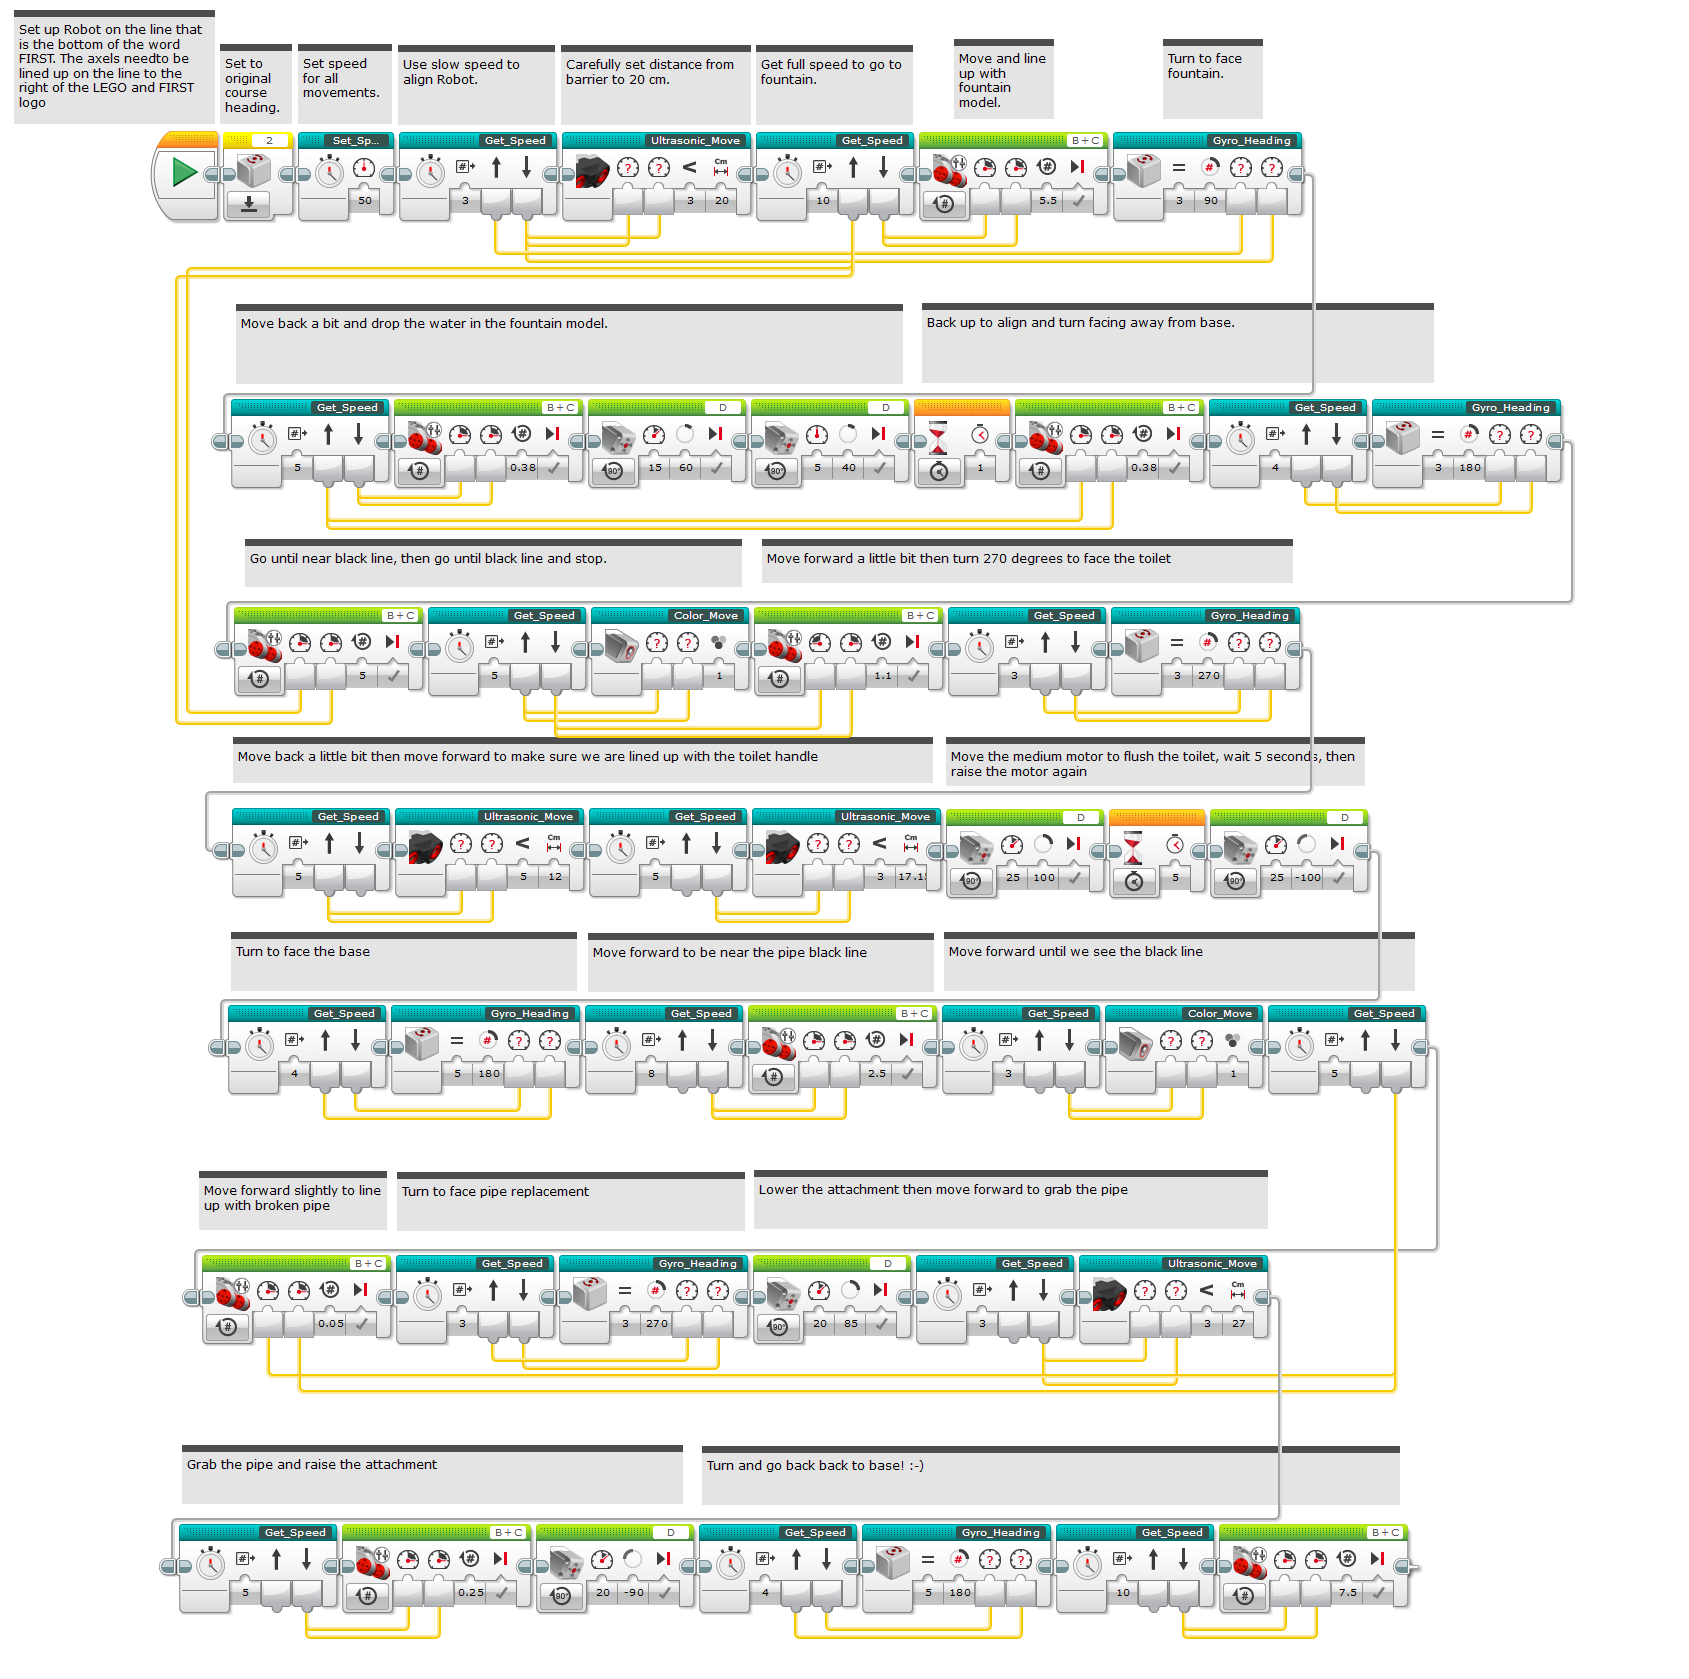 Set up Robot on the line that
is the bottom of the word
FIRST. The axels needto be
lined up on the line to the
right of the LEGO and FIRST
logo
Set to
original
course
heading.
Set speed
for all
movements.
Use slow speed to
align Robot.
Carefully set distance from
barrier to 20 cm.
Get full speed to go to
fountain.
Move and line
up with
fountain
model.
Turn to face
fountain.
2
Set_Sp...
Get_Speed
Ultrasonic_Move
Get_Speed
B + C
Gyro_Heading
Cm
50
3
3
20
10
5.5
3
90
Move back a bit and drop the water in the fountain model.
Back up to align and turn facing away from base.
Get_Speed
B + C
D
D
B + C
Get_Speed
Gyro_Heading
5
0.38
15
60
5
40
1
0.38
4
3
180
Go until near black line, then go until black line and stop.
Move forward a little bit then turn 270 degrees to face the toilet
B + C
Get_Speed
Color_Move
B + C
Get_Speed
Gyro_Heading
5
5
1
1.1
3
3
270
Move back a little bit then move forward to make sure we are lined up with the toilet handle
Move the medium motor to flush the toilet, wait 5 seconds, then
raise the motor again
Get_Speed
Ultrasonic_Move
Get_Speed
Ultrasonic_Move
D
D
Cm
Cm
5
5
12
5
3
17.1
25
100
5
25
-100
Turn to face the base
Move forward to be near the pipe black line
Move forward until we see the black line
Get_Speed
Gyro_Heading
Get_Speed
B + C
Get_Speed
Color_Move
Get_Speed
4
5
180
8
2.5
3
1
5
Move forward slightly to line
up with broken pipe
Turn to face pipe replacement
Lower the attachment then move forward to grab the pipe
B + C
Get_Speed
Gyro_Heading
D
Get_Speed
Ultrasonic_Move
Cm
0.05
3
3
270
20
85
3
3
27
Grab the pipe and raise the attachment
Turn and go back back to base! :-)
Get_Speed
B + C
D
Get_Speed
Gyro_Heading
Get_Speed
B + C
5
0.25
20
-90
4
5
180
10
7.5